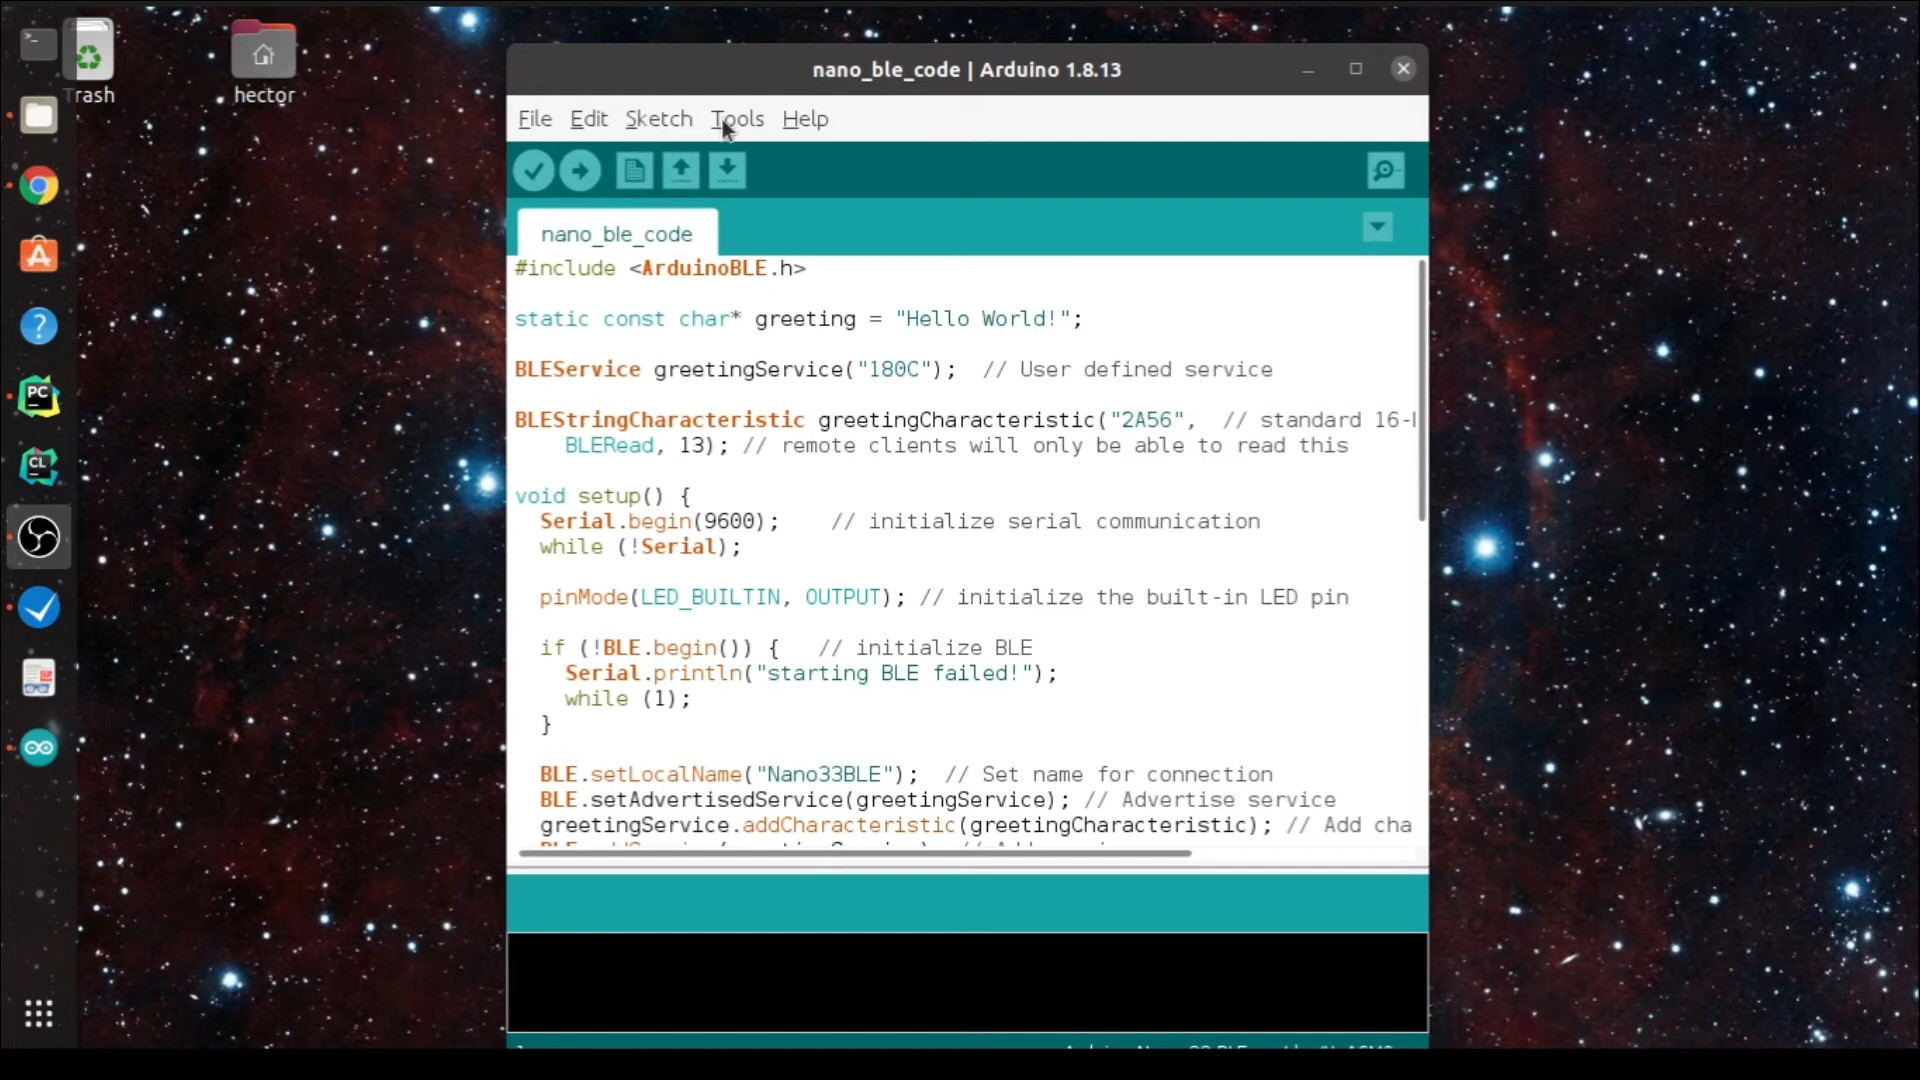 Trash
hector
nano_ble_code | Arduino 1.8.13
File Edit Sketch Tools Help
nano_ble_code
#include <ArduinoBLE.h>
static const char* greeting = "Hello World!";
BLEService greetingService("180C");  // User defined service
BLEStringCharacteristic greetingCharacteristic("2A56",  // standard 16-
BLERead, 13); // remote clients will only be able to read this
void setup() {
Serial.begin(9600);    // initialize serial communication
while (!Serial);
pinMode(LED_BUILTIN, OUTPUT); // initialize the built-in LED pin
if (!BLE.begin()) {   // initialize BLE
Serial.println("starting BLE failed!");
while (1);
}
BLE.setLocalName("Nano33BLE");  // Set name for connection
BLE.setAdvertisedService(greetingService); // Advertise service
greetingService.addCharacteristic(greetingCharacteristic); // Add cha
PC
CL